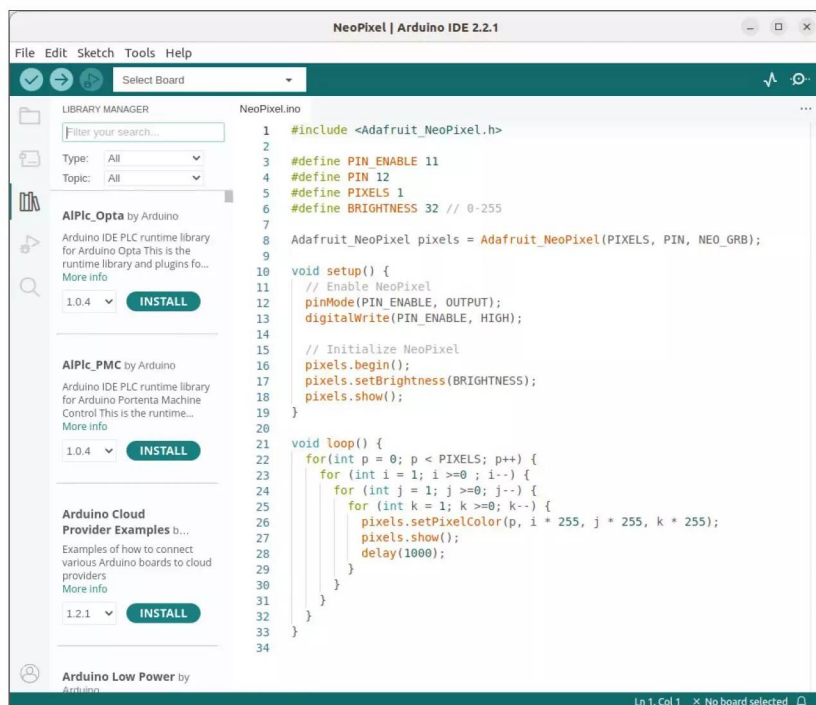 NeoPixel | Arduino IDE 2.2.1
File Edit Sketch Tools Help
Select Board
LIBRARY MANAGER
Filter your search...
Type: All
Topic: All
AIPlc_Opta by Arduino
Arduino IDE PLC runtime library
for Arduino Opta This is the
runtime library and plugins fo...
More info
1.0.4 INSTALL
AIPlc_PMC by Arduino
Arduino IDE PLC runtime library
for Arduino Portenta Machine
Control This is the runtime...
More info
1.0.4 INSTALL
Arduino Cloud
Provider Examples b...
Examples of how to connect
various Arduino boards to cloud
providers
More info
1.2.1 INSTALL
Arduino Low Power by
Arduino
NeoPixel.ino
1 #include <Adafruit_NeoPixel.h>
2
3 #define PIN_ENABLE 11
4 #define PIN 12
5 #define PIXELS 1
6 #define BRIGHTNESS 32 // 0-255
7
8 Adafruit_NeoPixel pixels = Adafruit_NeoPixel(PIXELS, PIN, NEO_GRB);
9
10 void setup() {
11 // Enable NeoPixel
12 pinMode(PIN_ENABLE, OUTPUT);
13 digitalWrite(PIN_ENABLE, HIGH);
14
15 // Initialize NeoPixel
16 pixels.begin();
17 pixels.setBrightness(BRIGHTNESS);
18 pixels.show();
19 }
20
21 void loop() {
22 for(int p = 0; p < PIXELS; p++) {
23 for (int i = 1; i >=0 ; i--) {
24 for (int j = 1; j >=0; j--) {
25 for (int k = 1; k >=0; k--) {
26 pixels.setPixelColor(p, i * 255, j * 255, k * 255);
27 pixels.show();
28 delay(1000);
29 }
30 }
31 }
32 }
33 }
34
Ln 1, Col 1 × No board selected